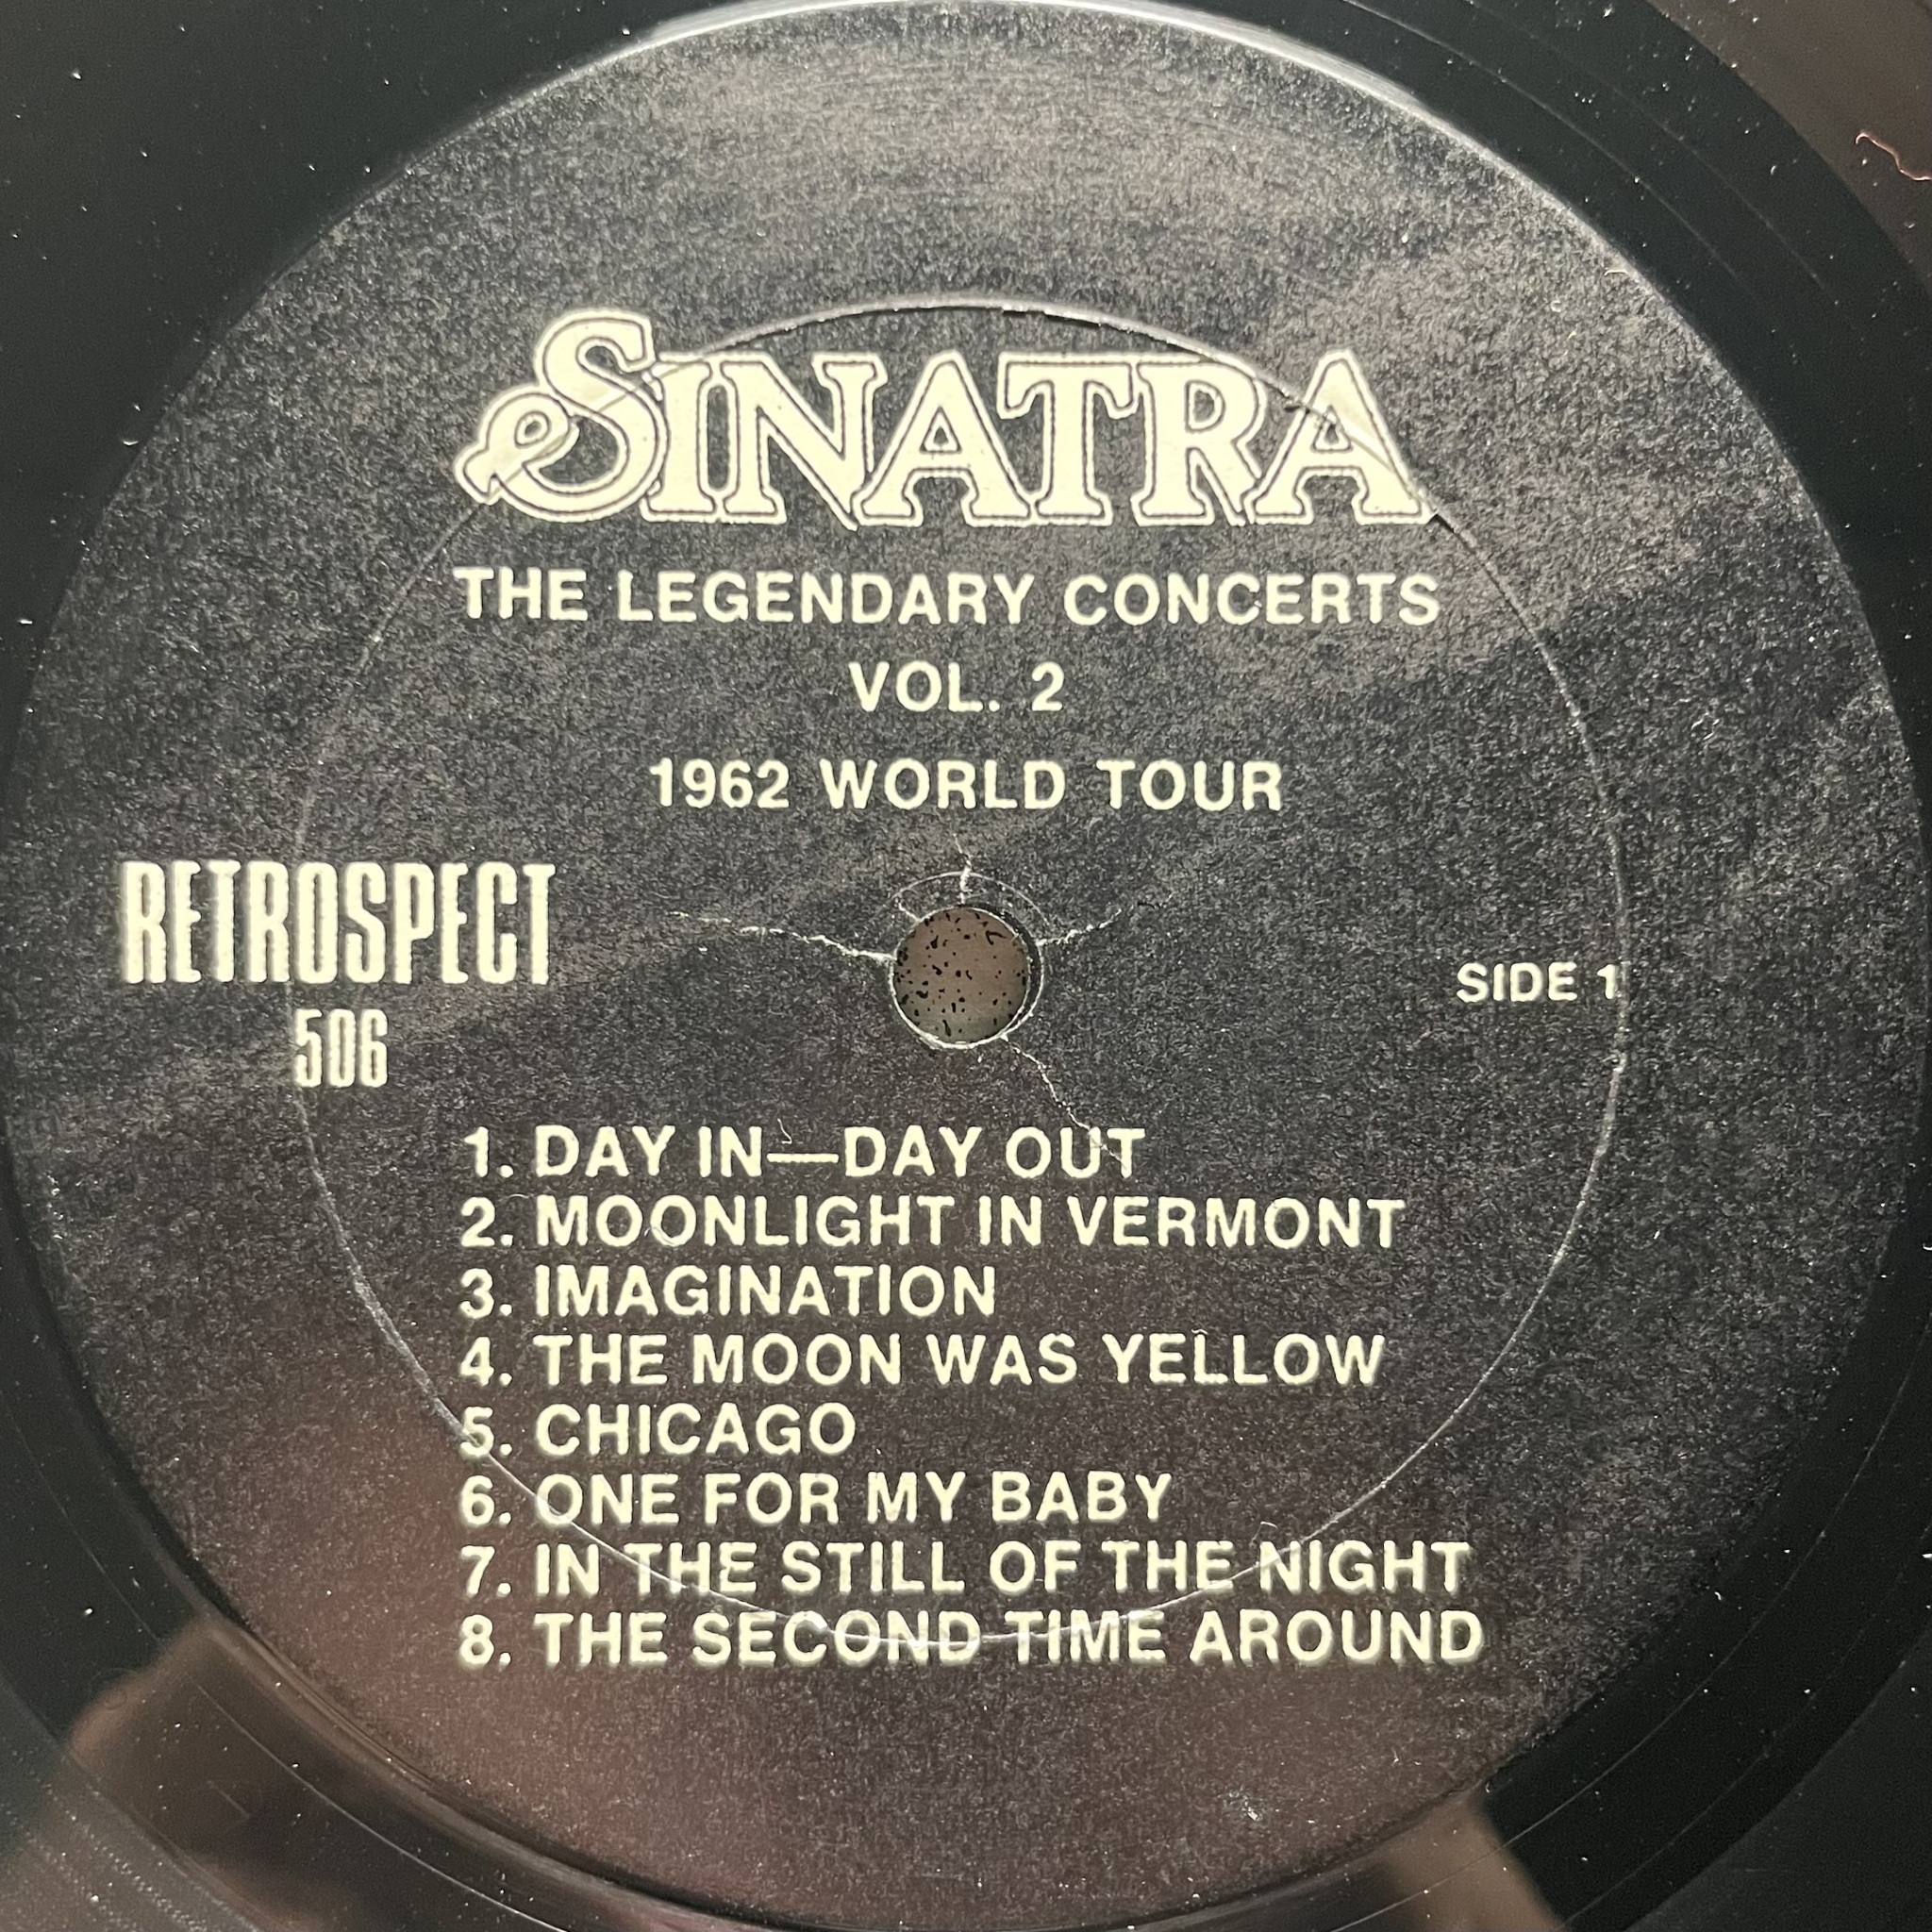 SINATRA
THE LEGENDARY CONCERTS
VOL. 2
1962 WORLD TOUR
RETROSPECT
506
SIDE 1
1. DAY IN—DAY OUT
2. MOONLIGHT IN VERMONT
3. IMAGINATION
4. THE MOON WAS YELLOW
5. CHICAGO
6. ONE FOR MY BABY
7. IN THE STILL OF THE NIGHT
8. THE SECOND TIME AROUND